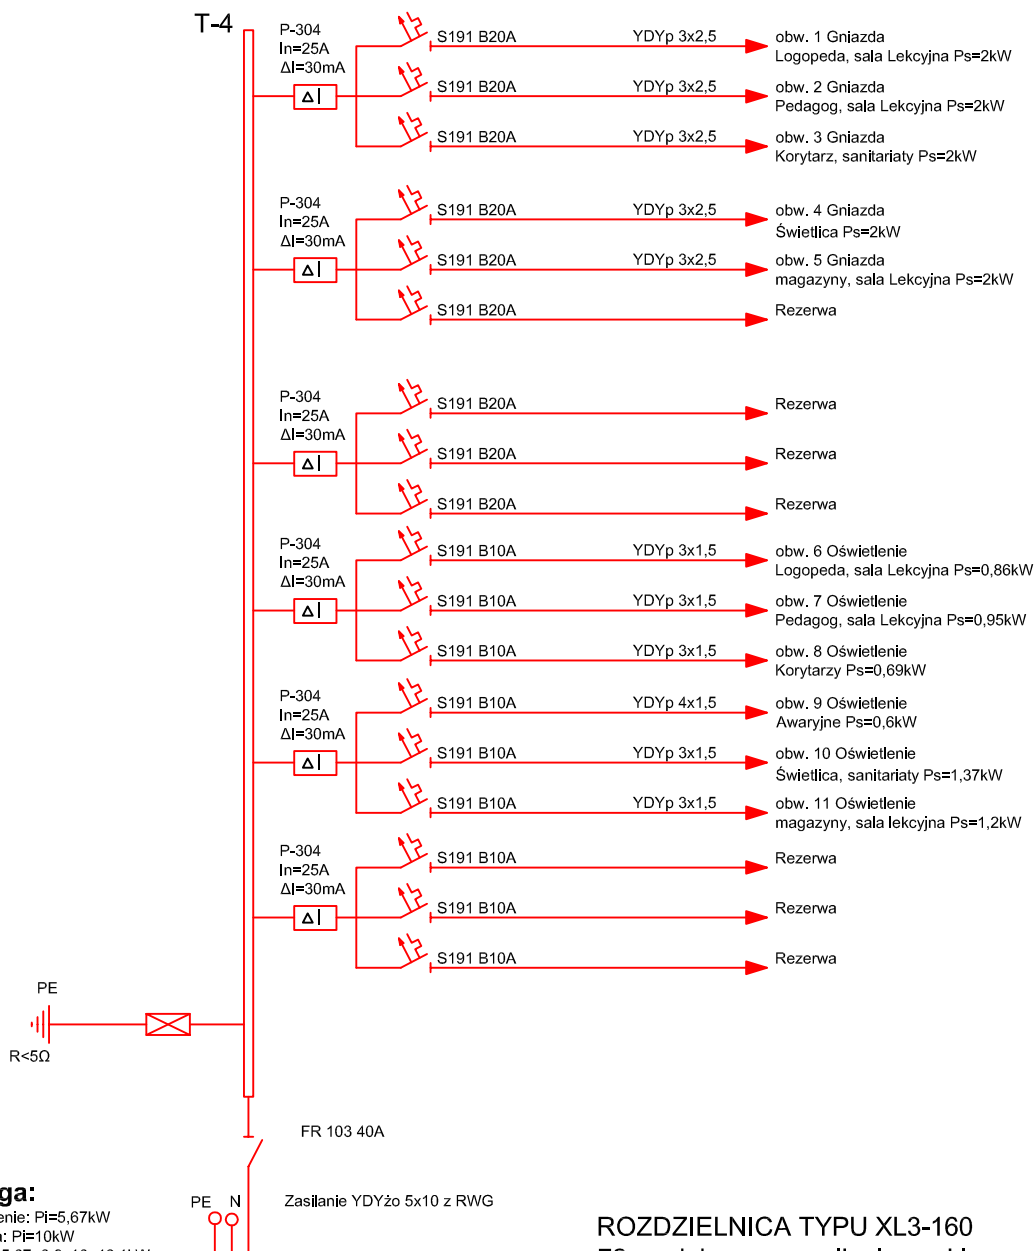 T-4
P-304
In=25A
ΔI=30mA
Δ I
S191 B20A YDYp 3x2,5 obw. 1 Gniazda
Logopeda, sala Lekcyjna Ps=2kW
S191 B20A YDYp 3x2,5 obw. 2 Gniazda
Pedagog, sala Lekcyjna Ps=2kW
S191 B20A YDYp 3x2,5 obw. 3 Gniazda
Korytarz, sanitariaty Ps=2kW
P-304
In=25A
ΔI=30mA
Δ I
S191 B20A YDYp 3x2,5 obw. 4 Gniazda
Świetlica Ps=2kW
S191 B20A YDYp 3x2,5 obw. 5 Gniazda
magazyny, sala Lekcyjna Ps=2kW
S191 B20A Rezerwa
P-304
In=25A
ΔI=30mA
Δ I
S191 B20A Rezerwa
S191 B20A Rezerwa
S191 B20A Rezerwa
P-304
In=25A
ΔI=30mA
Δ I
S191 B10A YDYp 3x1,5 obw. 6 Oświetlenie
Logopeda, sala Lekcyjna Ps=0,86kW
S191 B10A YDYp 3x1,5 obw. 7 Oświetlenie
Pedagog, sala Lekcyjna Ps=0,95kW
S191 B10A YDYp 3x1,5 obw. 8 Oświetlenie
Korytarzy Ps=0,69kW
P-304
In=25A
ΔI=30mA
Δ I
S191 B10A YDYp 4x1,5 obw. 9 Oświetlenie
Awaryjne Ps=0,6kW
S191 B10A YDYp 3x1,5 obw. 10 Oświetlenie
Świetlica, sanitariaty Ps=1,37kW
S191 B10A YDYp 3x1,5 obw. 11 Oświetlenie
magazyny, sala lekcyjna Ps=1,2kW
P-304
In=25A
ΔI=30mA
Δ I
S191 B10A Rezerwa
S191 B10A Rezerwa
S191 B10A Rezerwa
PE
R<5Ω
FR 103 40A
PE N Zasilanie YDYżo 5x10 z RWG
ga:
enie: Pi=5,67kW
a: Pi=10kW
ROZDZIELNICA TYPU XL3-160